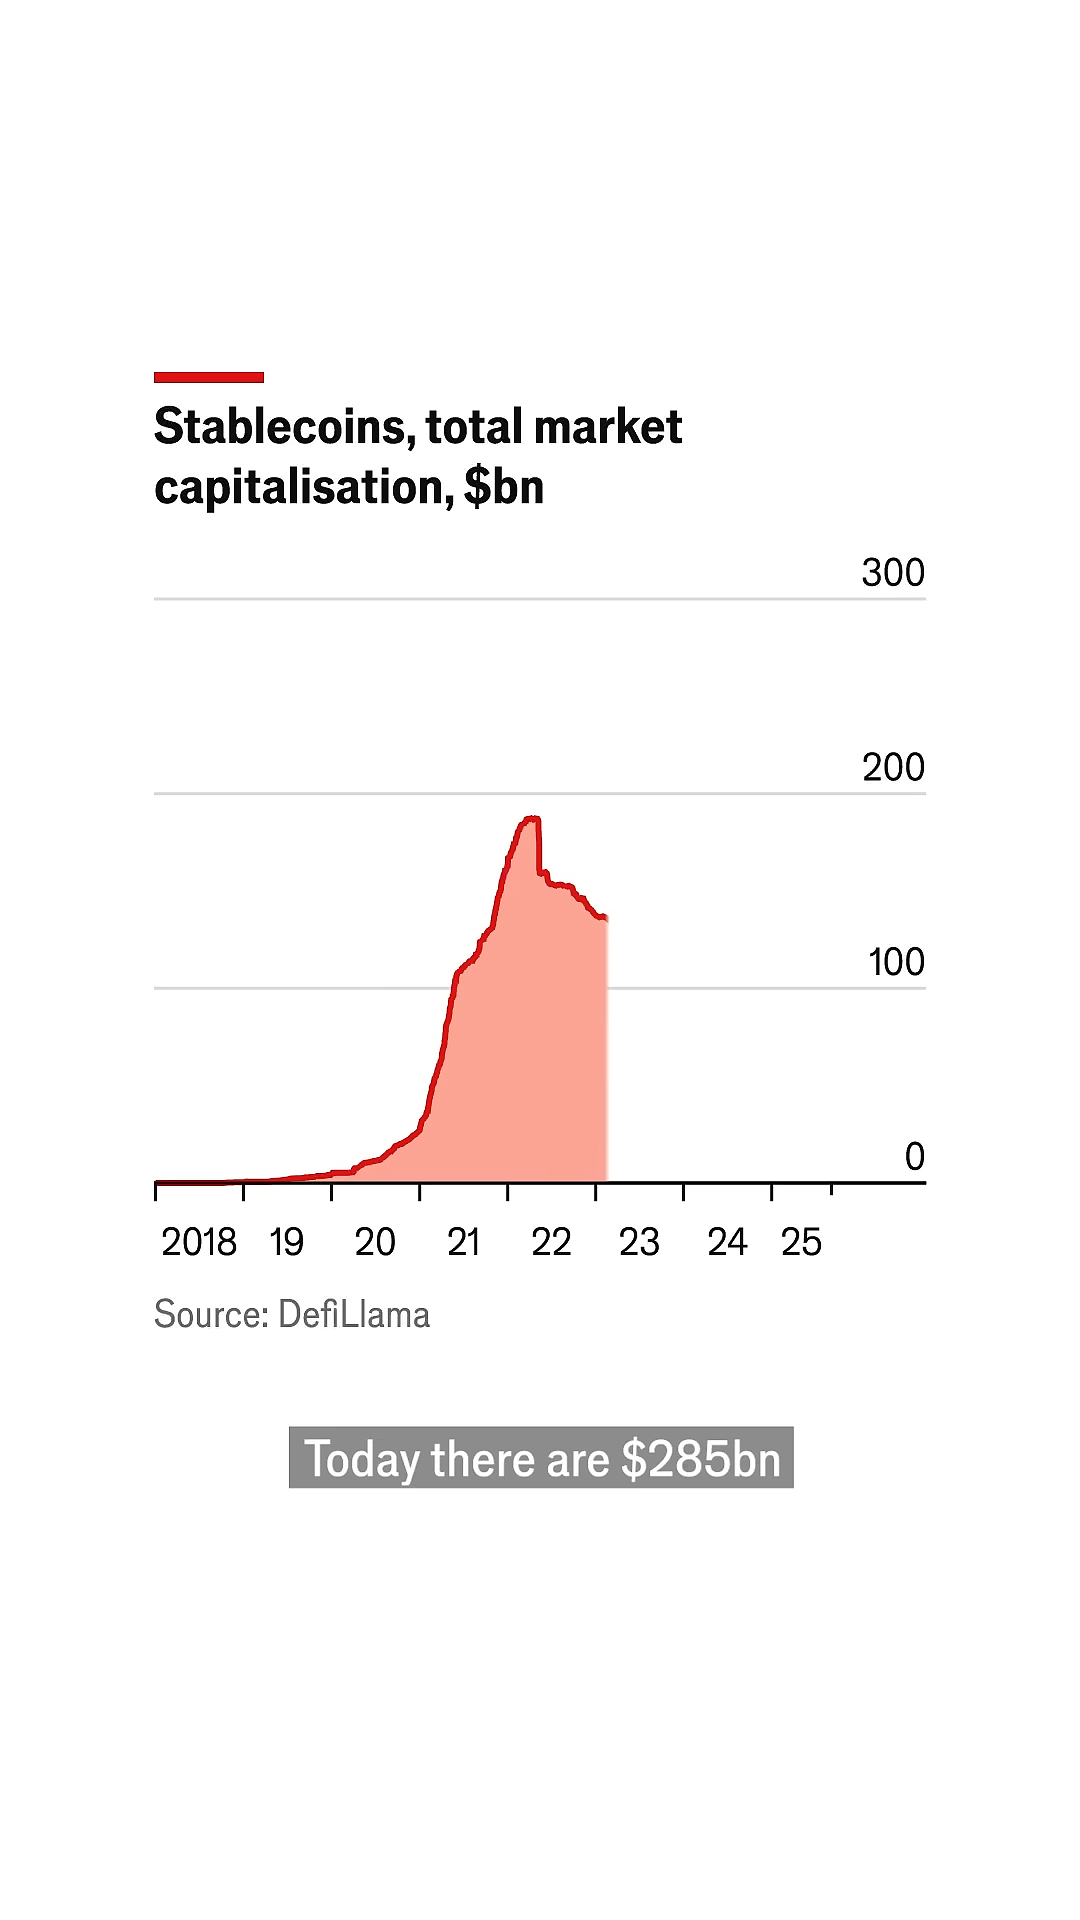 Stablecoins, total market
capitalisation, $bn
300
200
100
0
2018 19 20 21 22 23 24 25
Source: DefiLlama
Today there are $285bn